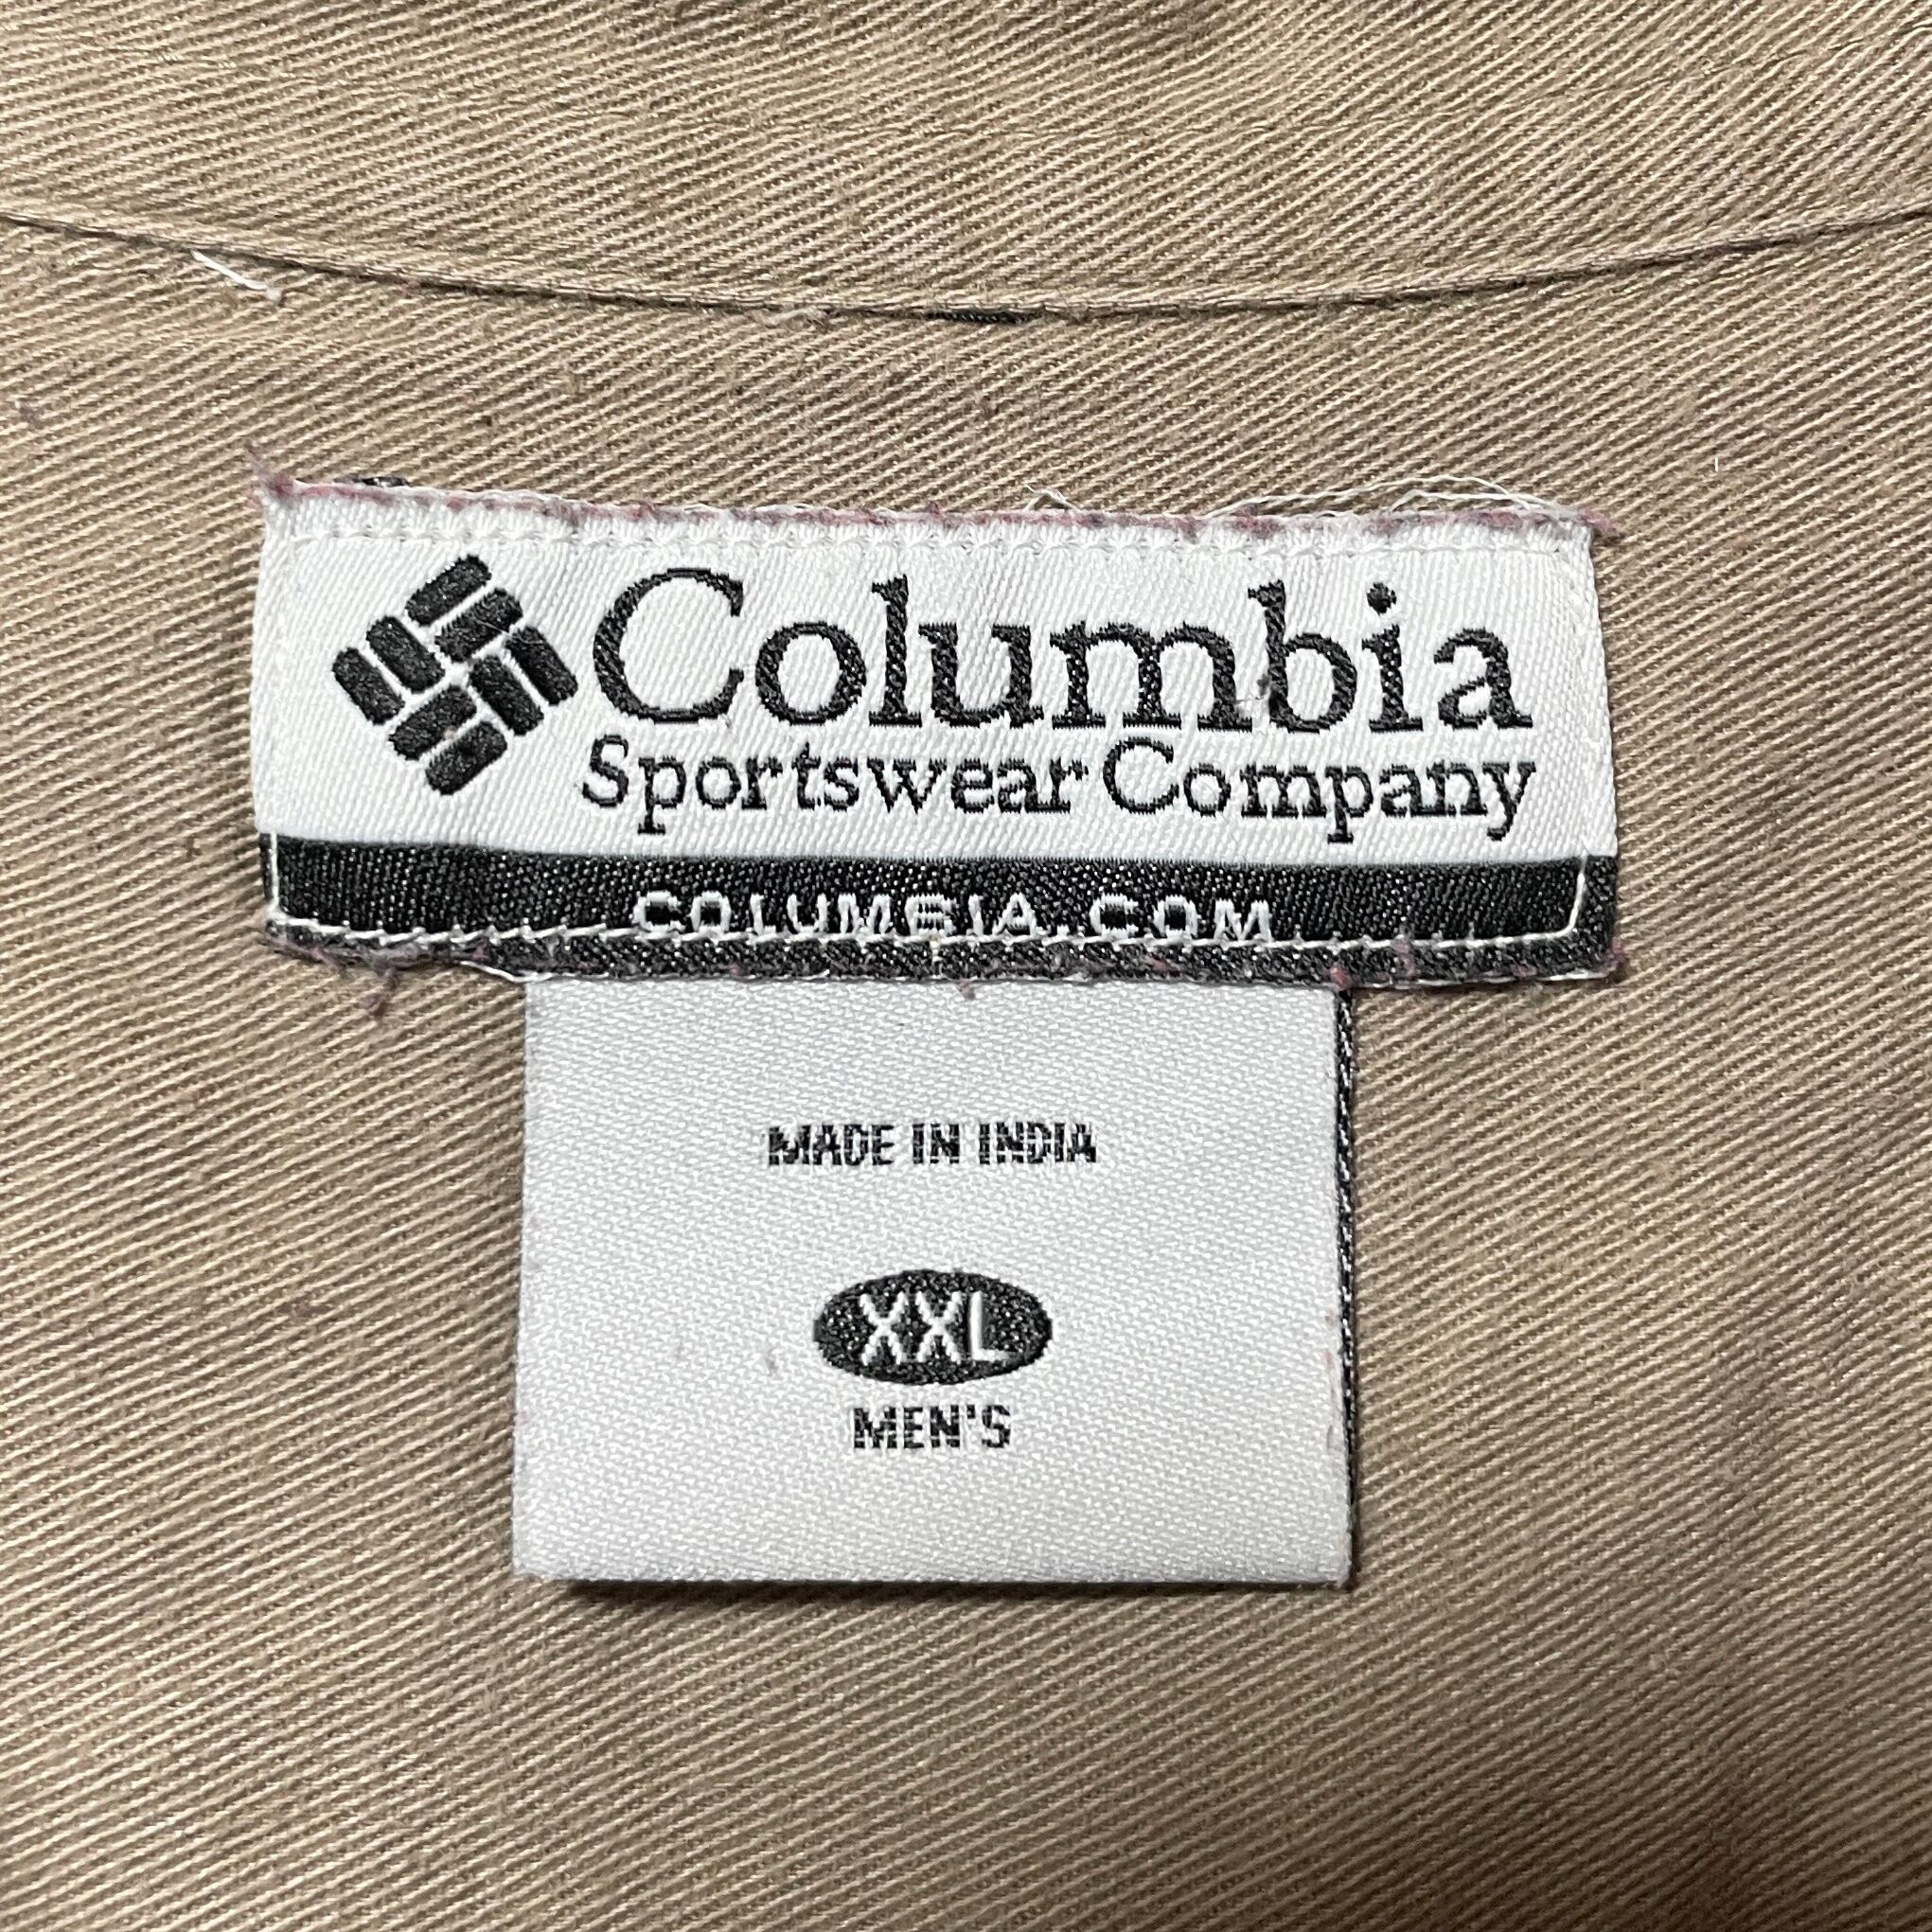 Columbia
Sportswear Company
COLUMBIA.COM
MADE IN INDIA
XXL
MEN'S